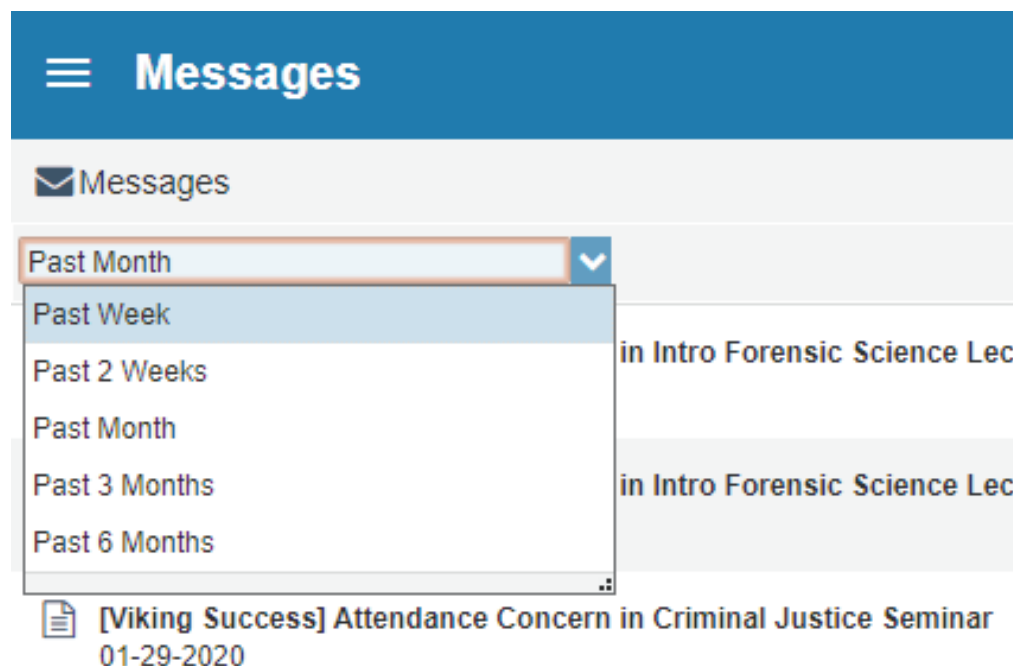 Messages
Messages
Past Month
Past Week
Past 2 Weeks
Past Month
Past 3 Months
Past 6 Months
in Intro Forensic Science Lec
in Intro Forensic Science Lec
[Viking Success] Attendance Concern in Criminal Justice Seminar
01-29-2020